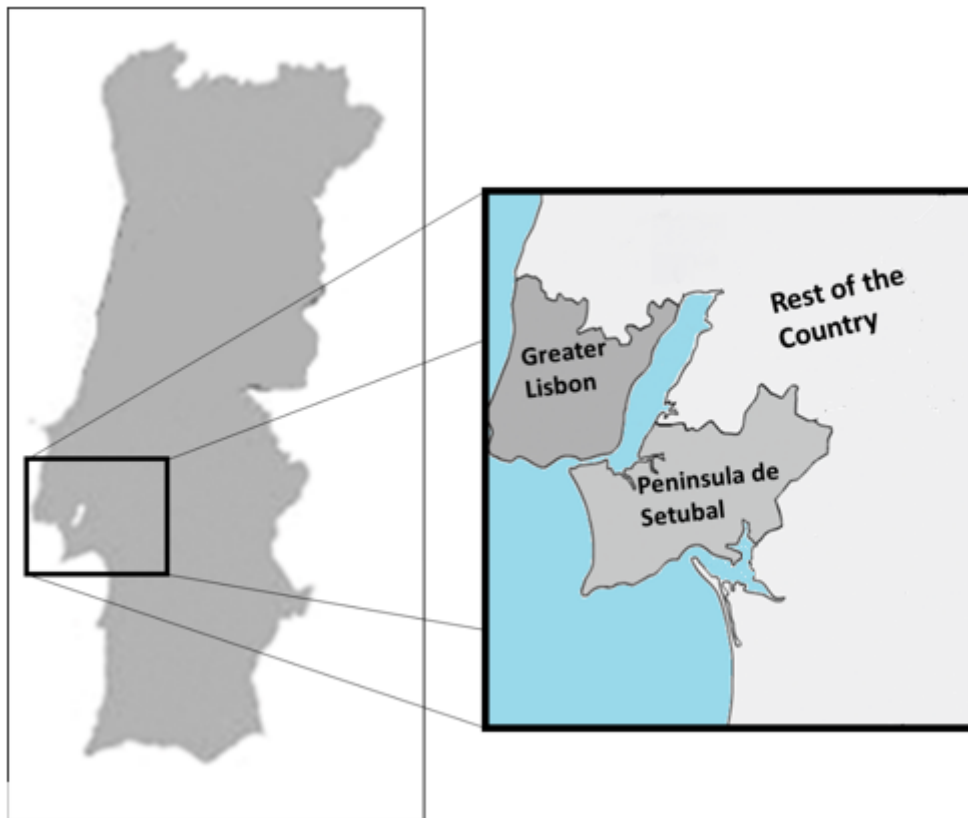 Rest of the
Country
Greater
Lisbon
Peninsula de
Setubal